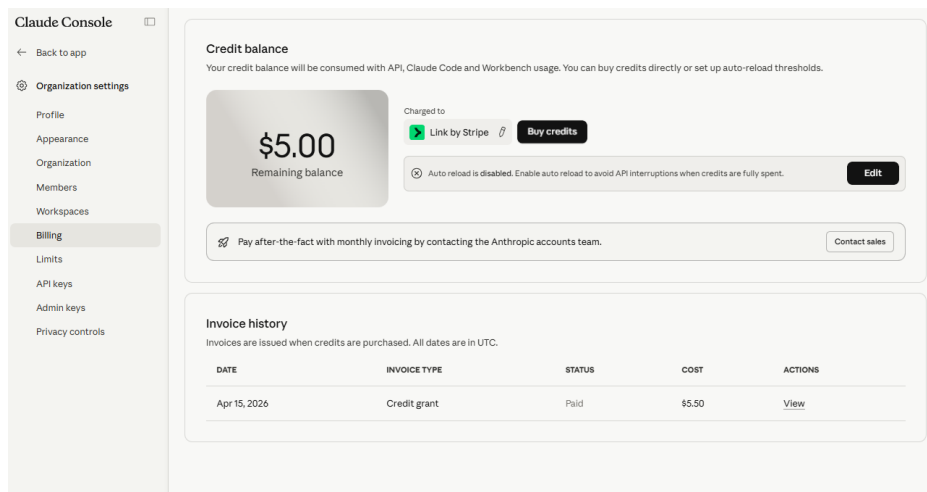 Claude Console
Back to app
Organization settings
Profile
Appearance
Organization
Members
Workspaces
Billing
Limits
API keys
Admin keys
Privacy controls
Credit balance
Your credit balance will be consumed with API, Claude Code and Workbench usage. You can buy credits directly or set up auto-reload thresholds.
$5.00
Remaining balance
Charged to
Link by Stripe
Buy credits
Auto reload is disabled. Enable auto reload to avoid API interruptions when credits are fully spent.
Edit
Pay after-the-fact with monthly invoicing by contacting the Anthropic accounts team.
Contact sales
Invoice history
Invoices are issued when credits are purchased. All dates are in UTC.
DATE INVOICE TYPE STATUS COST ACTIONS
Apr 15, 2026 Credit grant Paid $5.50 View